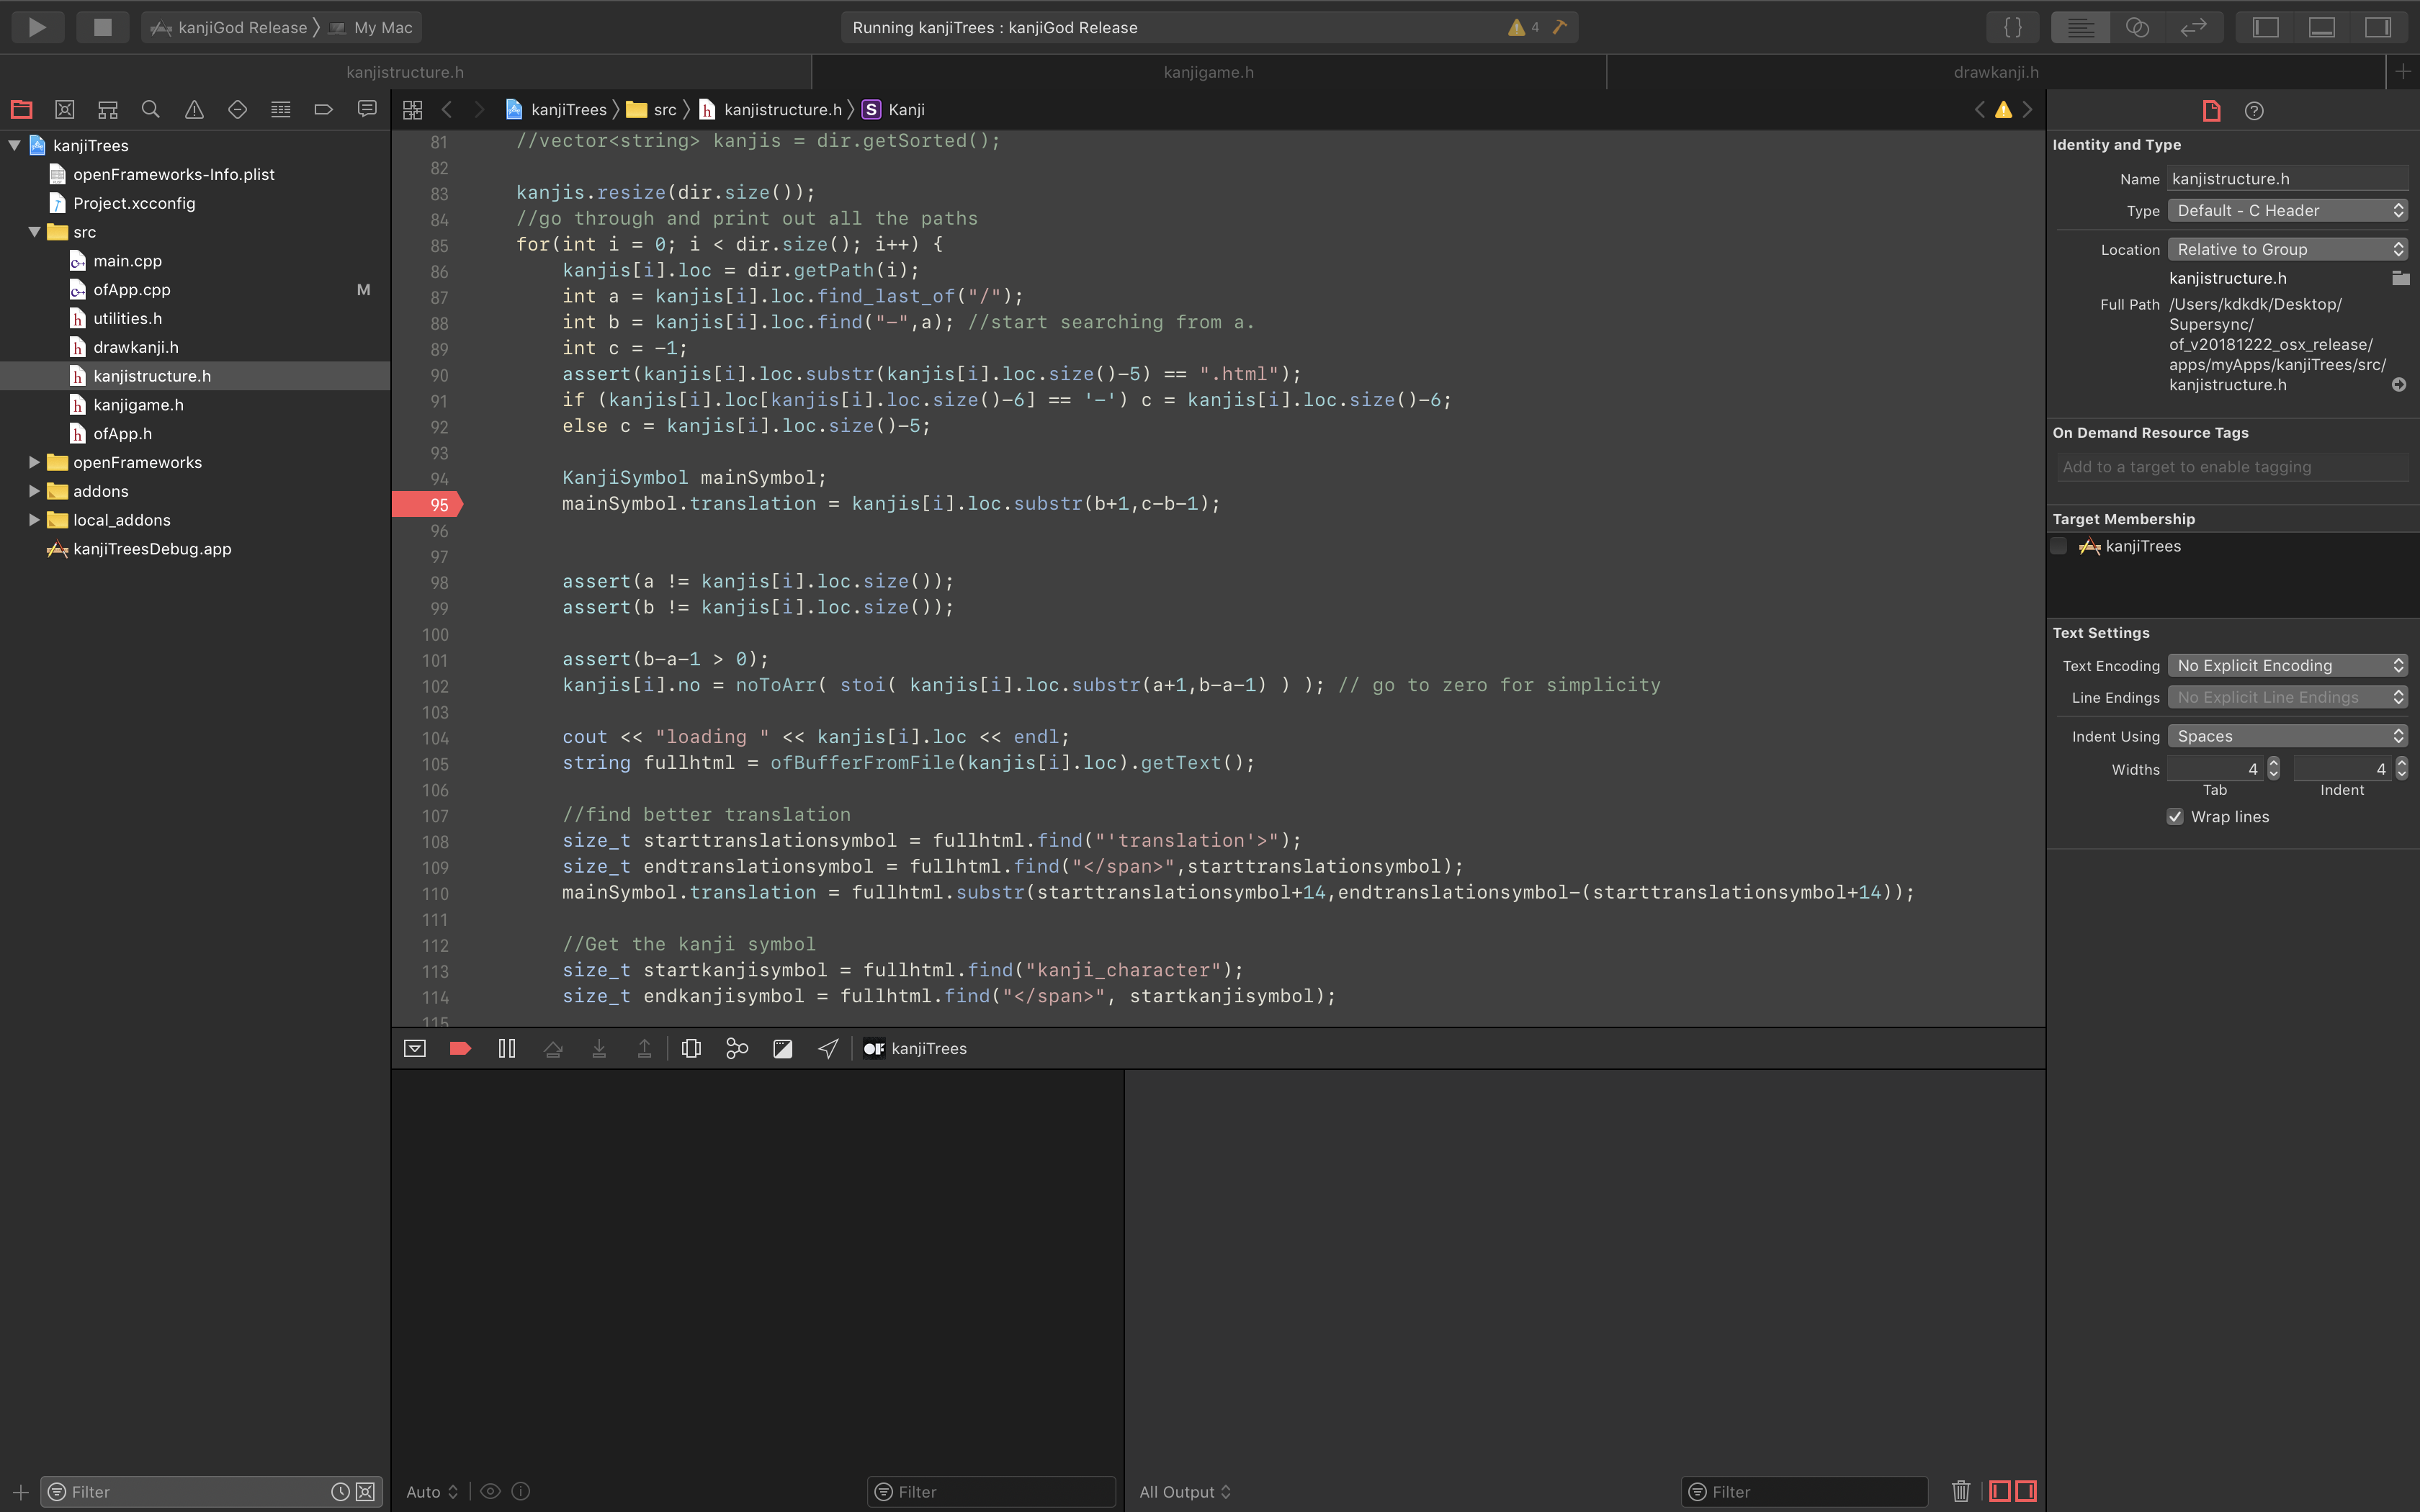 kanjiGod Release
My Mac
Running kanjiTrees : kanjiGod Release
4
kanjistructure.h
kanjigame.h
drawkanji.h
kanjiTrees
openFrameworks-Info.plist
Project.xcconfig
src
main.cpp
ofApp.cpp M
utilities.h
drawkanji.h
kanjistructure.h
kanjigame.h
ofApp.h
openFrameworks
addons
local_addons
kanjiTreesDebug.app
Filter
kanjiTrees
src
kanjistructure.h
S Kanji
81 //vector<string> kanjis = dir.getSorted();
82
83 kanjis.resize(dir.size());
84 //go through and print out all the paths
85 for(int i = 0; i < dir.size(); i++) {
86 kanjis[i].loc = dir.getPath(i);
87 int a = kanjis[i].loc.find_last_of("/");
88 int b = kanjis[i].loc.find("-",a); //start searching from a.
89 int c = -1;
90 assert(kanjis[i].loc.substr(kanjis[i].loc.size()-5) == ".html");
91 if (kanjis[i].loc[kanjis[i].loc.size()-6] == '-') c = kanjis[i].loc.size()-6;
92 else c = kanjis[i].loc.size()-5;
93
94 KanjiSymbol mainSymbol;
95 mainSymbol.translation = kanjis[i].loc.substr(b+1,c-b-1);
96
97
98 assert(a != kanjis[i].loc.size());
99 assert(b != kanjis[i].loc.size());
100
101 assert(b-a-1 > 0);
102 kanjis[i].no = noToArr( stoi( kanjis[i].loc.substr(a+1,b-a-1) ) ); // go to zero for simplicity
103
104 cout << "loading " << kanjis[i].loc << endl;
105 string fullhtml = ofBufferFromFile(kanjis[i].loc).getText();
106
107 //find better translation
108 size_t starttranslationsymbol = fullhtml.find("'translation'>");
109 size_t endtranslationsymbol = fullhtml.find("</span>",starttranslationsymbol);
110 mainSymbol.translation = fullhtml.substr(starttranslationsymbol+14,endtranslationsymbol-(starttranslationsymbol+14));
111
112 //Get the kanji symbol
113 size_t startkanjisymbol = fullhtml.find("kanji_character");
114 size_t endkanjisymbol = fullhtml.find("</span>", startkanjisymbol);
115
kanjiTrees
Auto
Filter
All Output
Filter
Identity and Type
Name kanjistructure.h
Type Default - C Header
Location Relative to Group
kanjistructure.h
Full Path /Users/kdkdk/Desktop/
Supersync/
of_v20181222_osx_release/
apps/myApps/kanjiTrees/src/
kanjistructure.h
On Demand Resource Tags
Add to a target to enable tagging
Target Membership
kanjiTrees
Text Settings
Text Encoding No Explicit Encoding
Line Endings No Explicit Line Endings
Indent Using Spaces
Widths 4 4
Tab Indent
Wrap lines